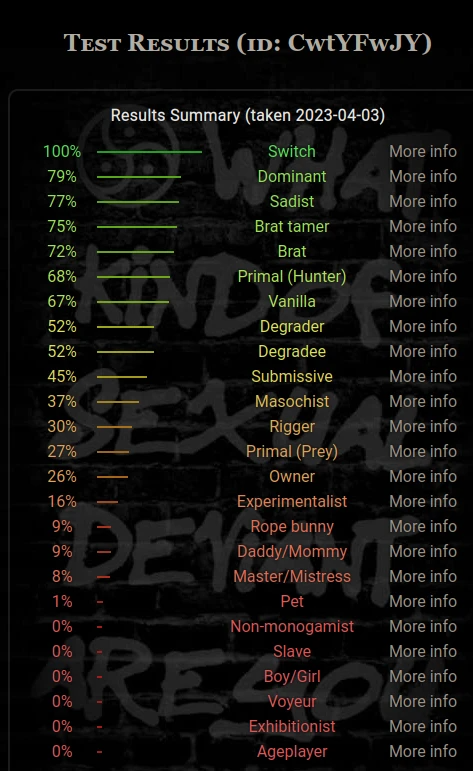 Test Results (id: CwtYFwJY)
Results Summary (taken 2023-04-03)
100% Switch More info
79% Dominant More info
77% Sadist More info
75% Brat tamer More info
72% Brat More info
68% Primal (Hunter) More info
67% Vanilla More info
52% Degrader More info
52% Degradee More info
45% Submissive More info
37% Masochist More info
30% Rigger More info
27% Primal (Prey) More info
26% Owner More info
16% Experimentalist More info
9% Rope bunny More info
9% Daddy/Mommy More info
8% Master/Mistress More info
1% Pet More info
0% Non-monogamist More info
0% Slave More info
0% Boy/Girl More info
0% Voyeur More info
0% Exhibitionist More info
0% Ageplayer More info
WHAT
KIND OF
SEXUAL
DEVIANT
ARE YOU